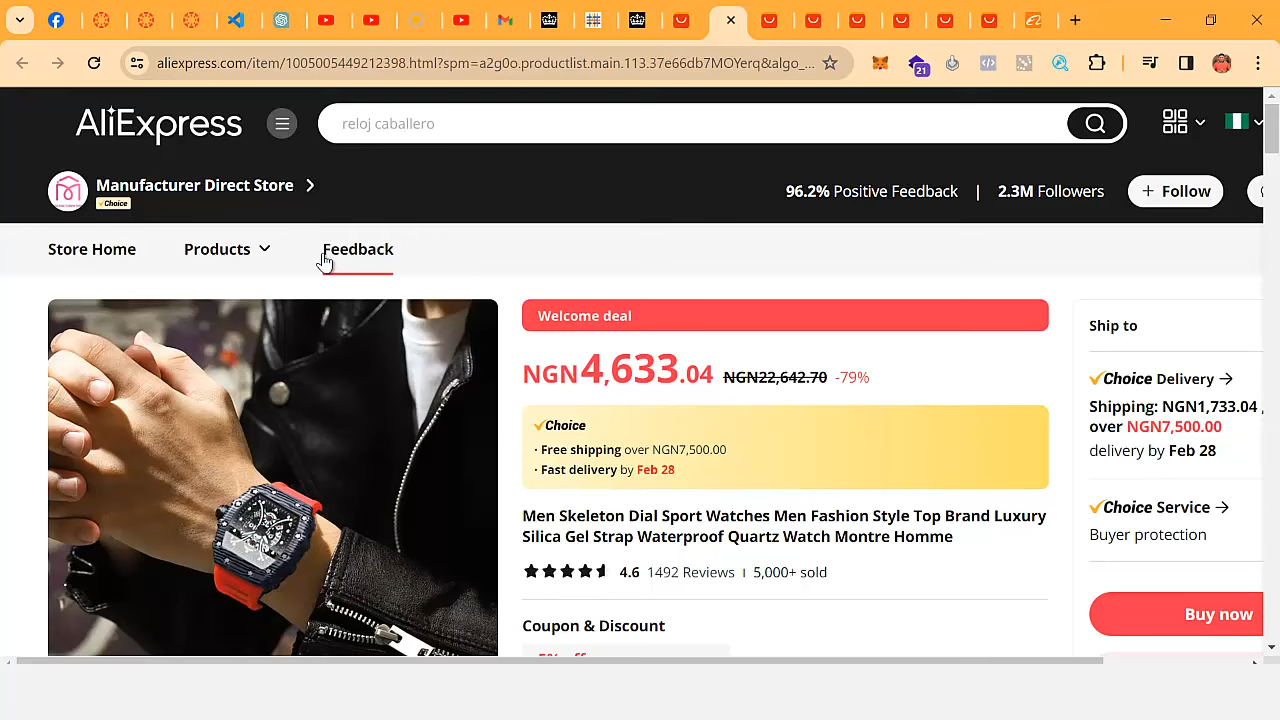 21
aliexpress.com/item/1005005449212398.html?spm=a2g0o.productlist.main.113.37e66db7MOYerq&algo_...
AliExpress
reloj caballero
Manufacturer Direct Store
Choice
96.2% Positive Feedback | 2.3M Followers
+ Follow
Store Home
Products
Feedback
Welcome deal
NGN4,633.04 NGN22,642.70 -79%
Choice
· Free shipping over NGN7,500.00
· Fast delivery by Feb 28
Men Skeleton Dial Sport Watches Men Fashion Style Top Brand Luxury
Silica Gel Strap Waterproof Quartz Watch Montre Homme
4.6 1492 Reviews | 5,000+ sold
Coupon & Discount
Ship to
Choice Delivery →
Shipping: NGN1,733.04 ,
over NGN7,500.00
delivery by Feb 28
Choice Service →
Buyer protection
Buy now